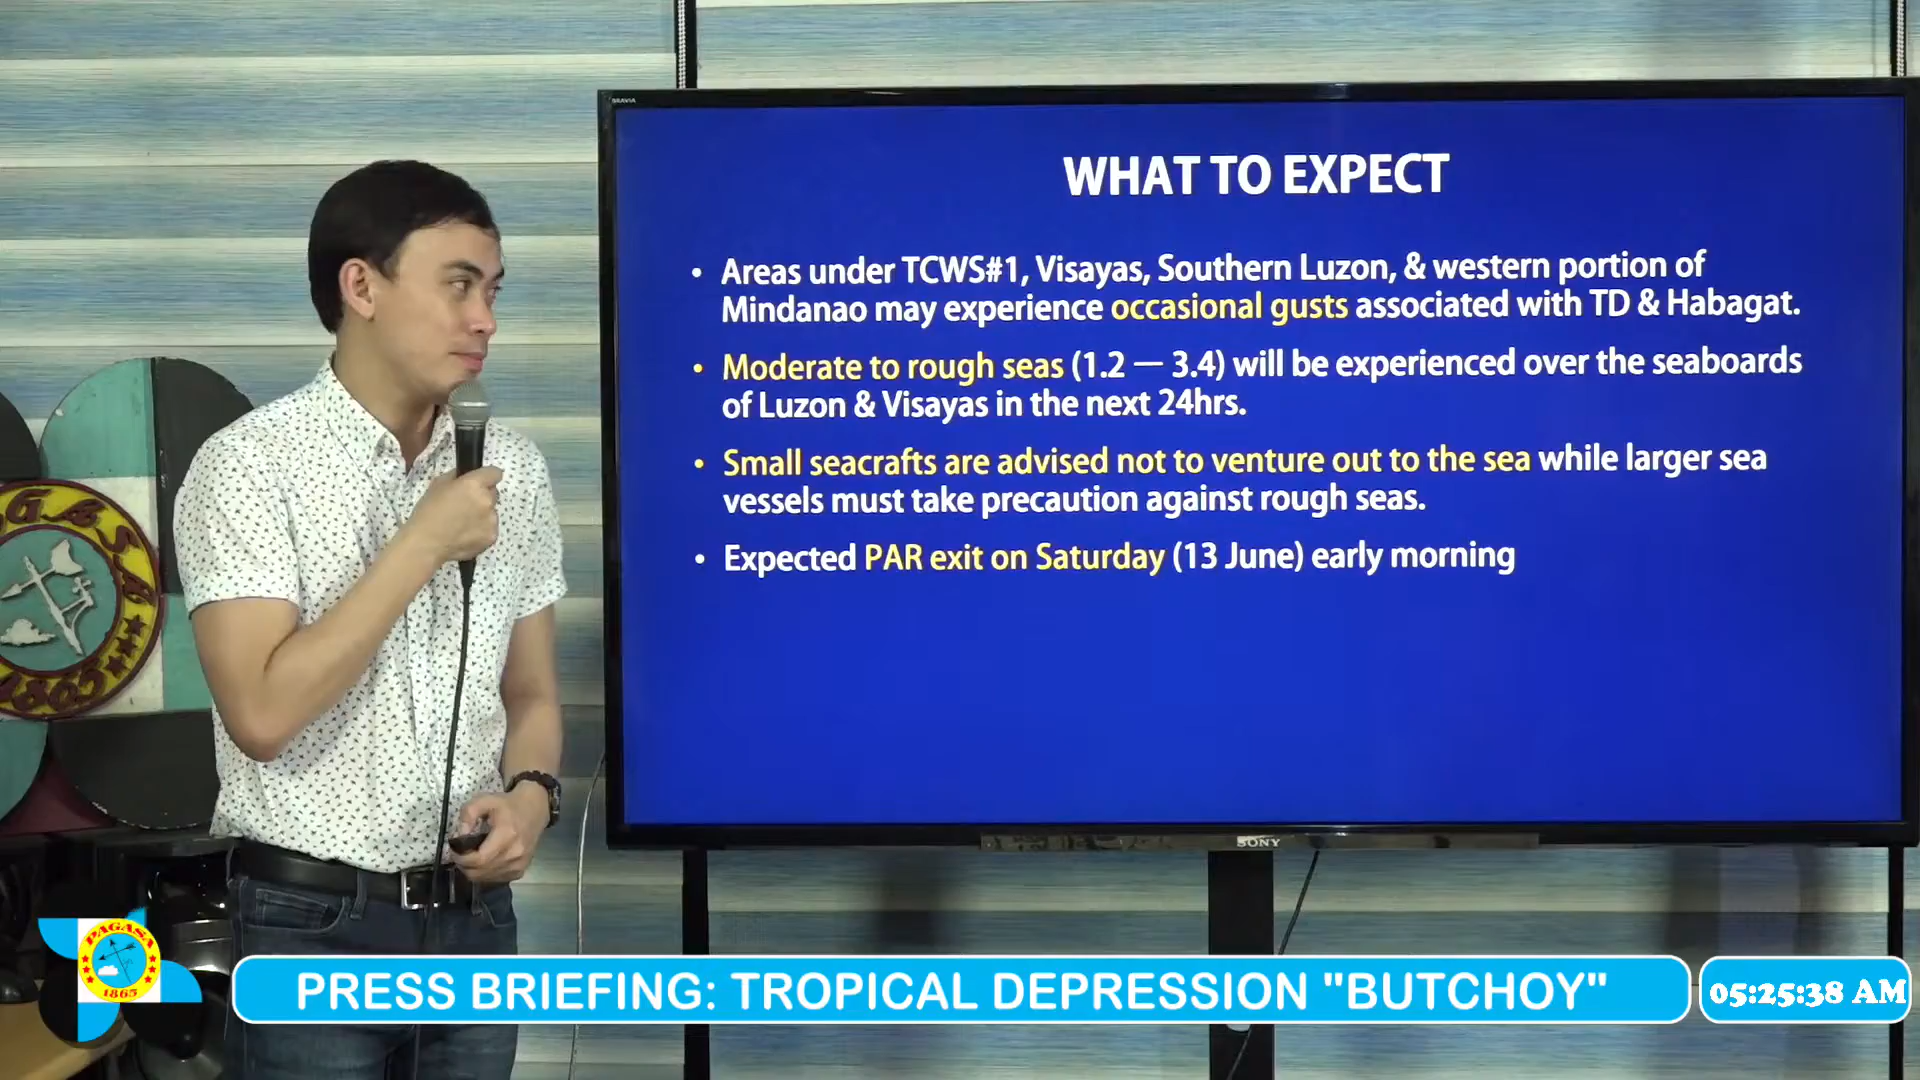 BRAVIA
WHAT TO EXPECT
• Areas under TCWS#1, Visayas, Southern Luzon, & western portion of
Mindanao may experience occasional gusts associated with TD & Habagat.
• Moderate to rough seas (1.2 — 3.4) will be experienced over the seaboards
of Luzon & Visayas in the next 24hrs.
• Small seacrafts are advised not to venture out to the sea while larger sea
vessels must take precaution against rough seas.
• Expected PAR exit on Saturday (13 June) early morning
SONY
GASA
1865
PAGASA
1865
PRESS BRIEFING: TROPICAL DEPRESSION "BUTCHOY"
05:25:38 AM